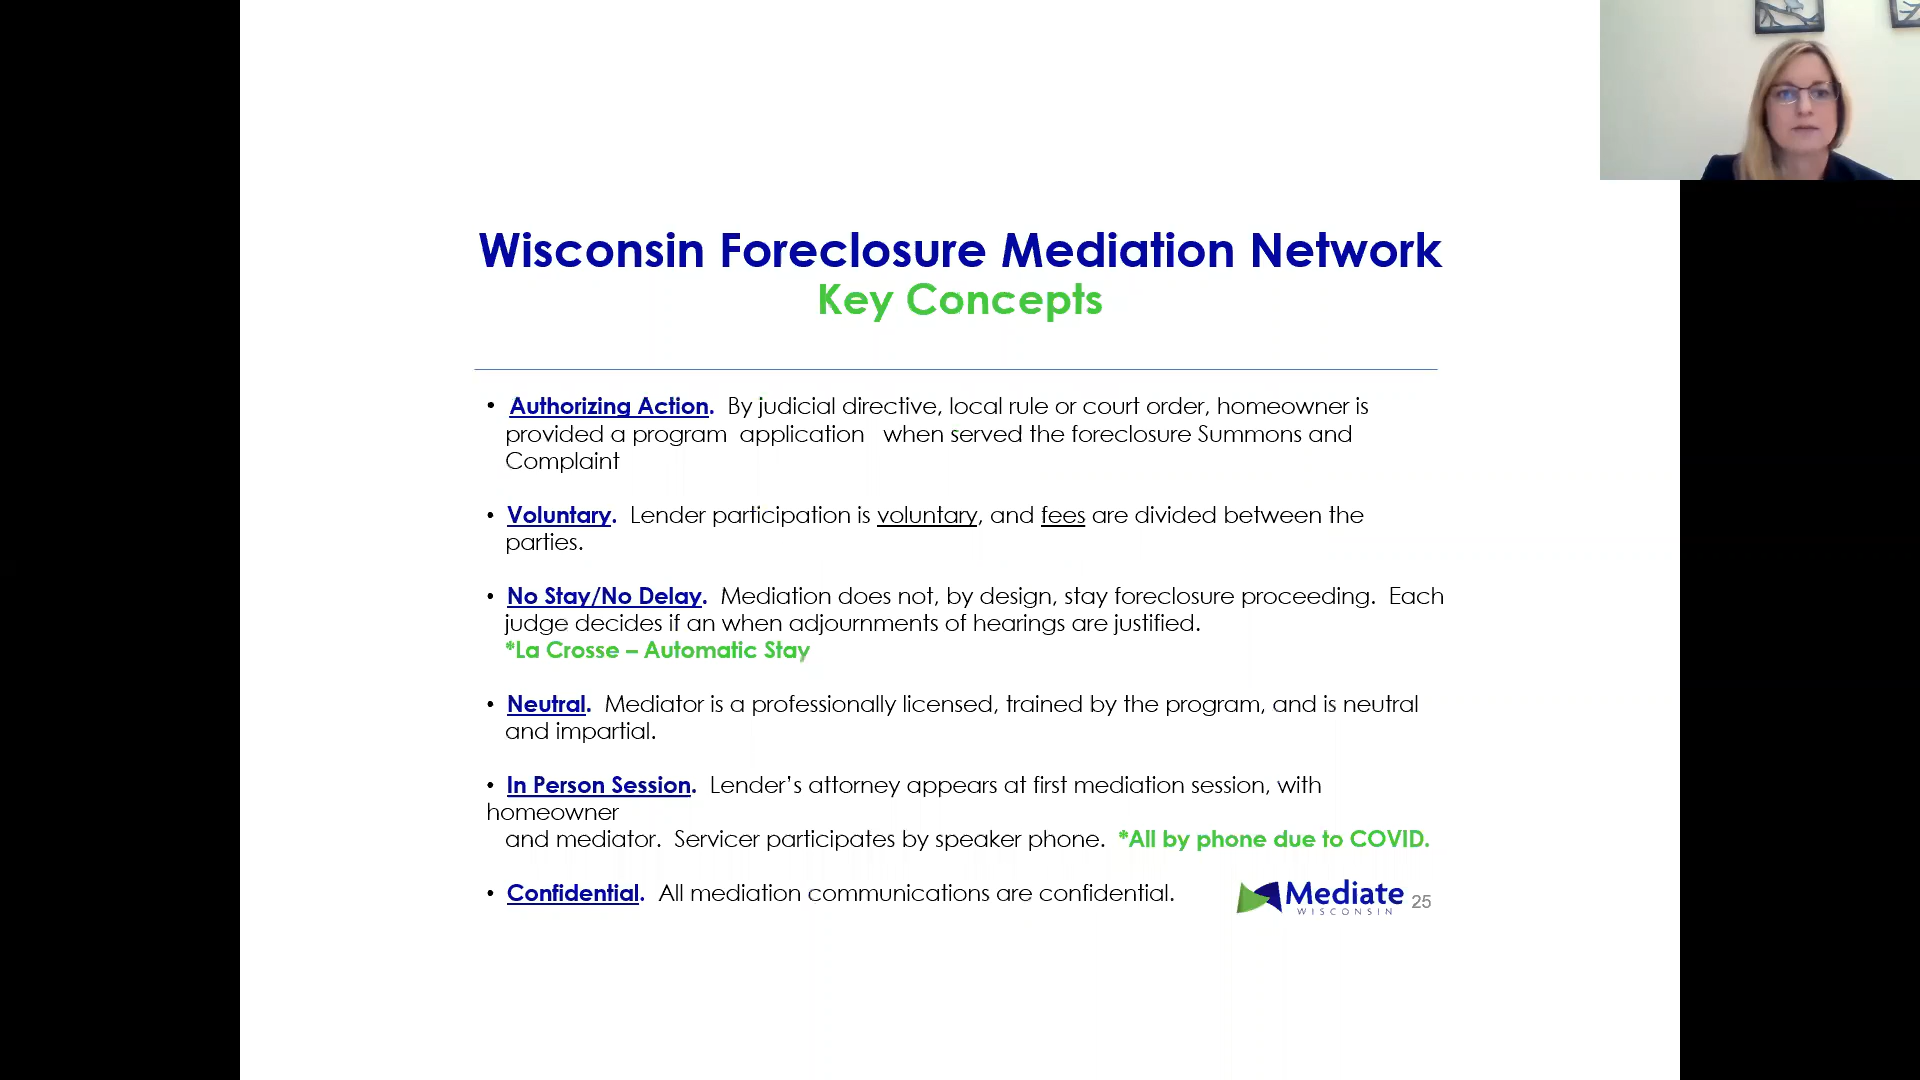 Wisconsin Foreclosure Mediation Network
Key Concepts
• Authorizing Action. By judicial directive, local rule or court order, homeowner is
provided a program application when served the foreclosure Summons and
Complaint
• Voluntary. Lender participation is voluntary, and fees are divided between the
parties.
• No Stay/No Delay. Mediation does not, by design, stay foreclosure proceeding. Each
judge decides if an when adjournments of hearings are justified.
*La Crosse – Automatic Stay
• Neutral. Mediator is a professionally licensed, trained by the program, and is neutral
and impartial.
• In Person Session. Lender’s attorney appears at first mediation session, with
homeowner
and mediator. Servicer participates by speaker phone. *All by phone due to COVID.
• Confidential. All mediation communications are confidential.
Mediate
WISCONSIN
25